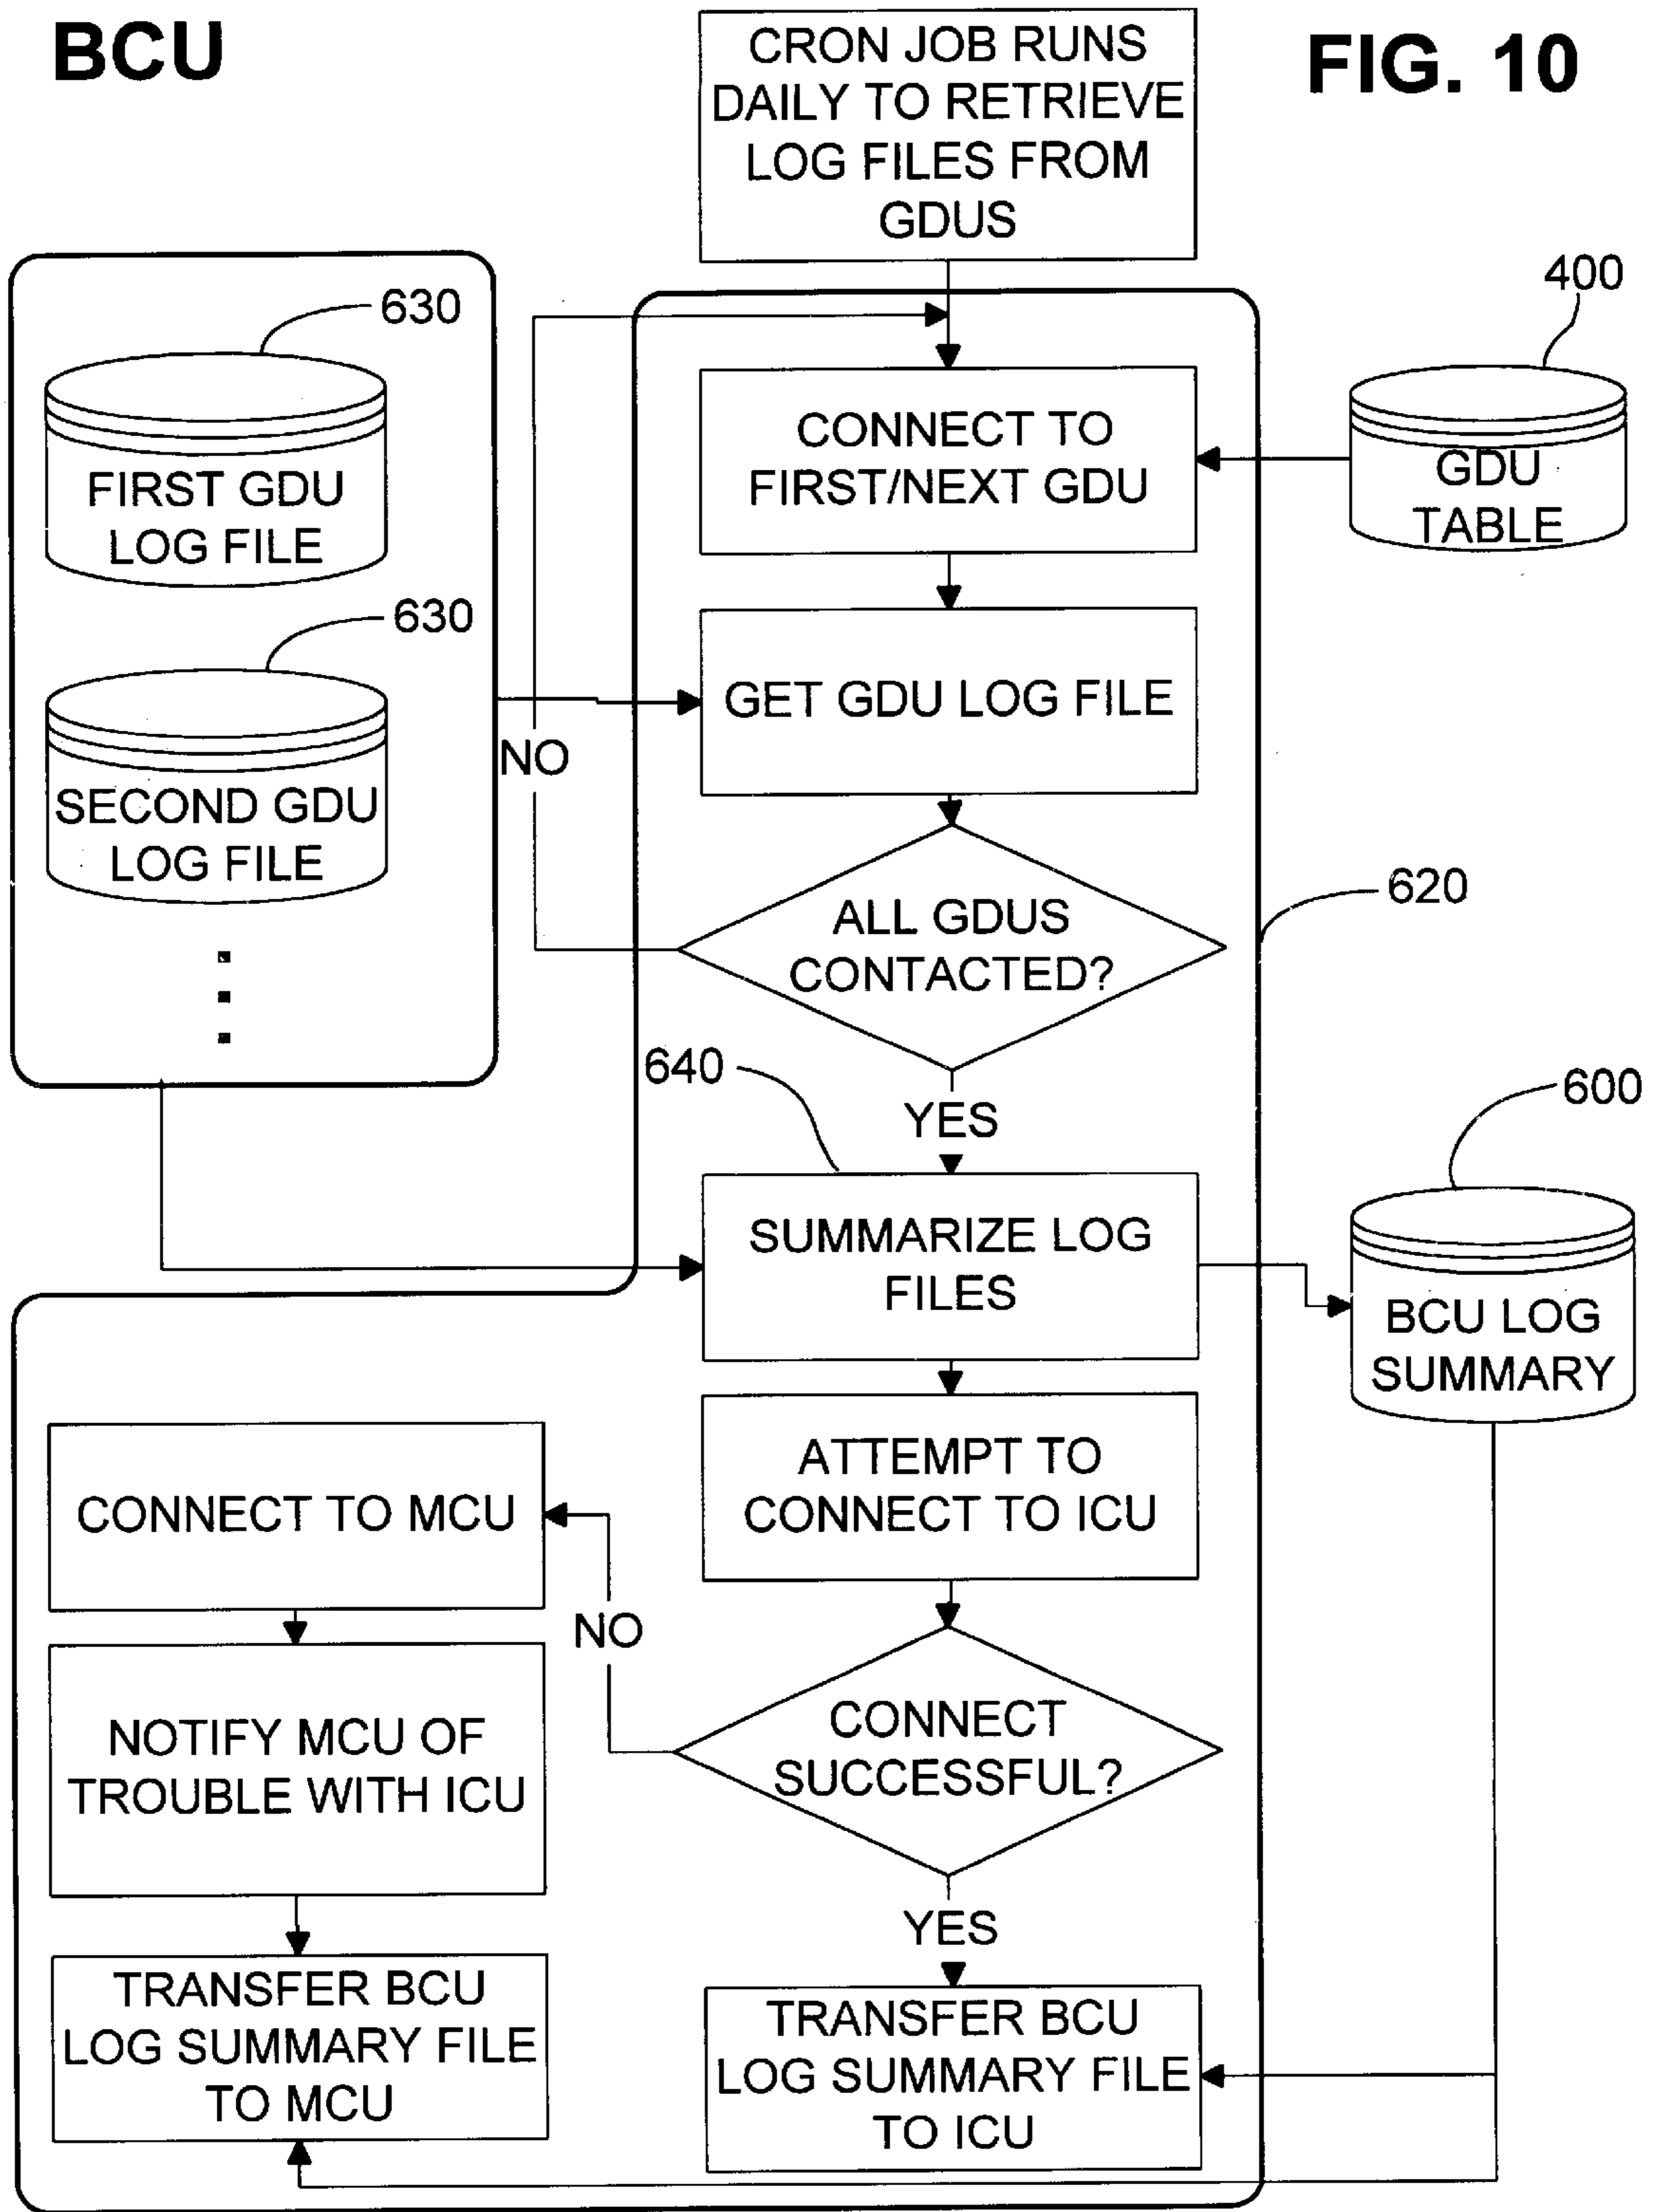 BCU
FIG. 10
CRON JOB RUNS
DAILY TO RETRIEVE
LOG FILES FROM
GDUS
630
FIRST GDU
LOG FILE
630
SECOND GDU
LOG FILE
400
GDU
TABLE
CONNECT TO
FIRST/NEXT GDU
GET GDU LOG FILE
NO
ALL GDUS
CONTACTED?
620
YES
640
SUMMARIZE LOG
FILES
600
BCU LOG
SUMMARY
ATTEMPT TO
CONNECT TO ICU
CONNECT TO MCU
NO
CONNECT
SUCCESSFUL?
NOTIFY MCU OF
TROUBLE WITH ICU
YES
TRANSFER BCU
LOG SUMMARY FILE
TO MCU
TRANSFER BCU
LOG SUMMARY FILE
TO ICU